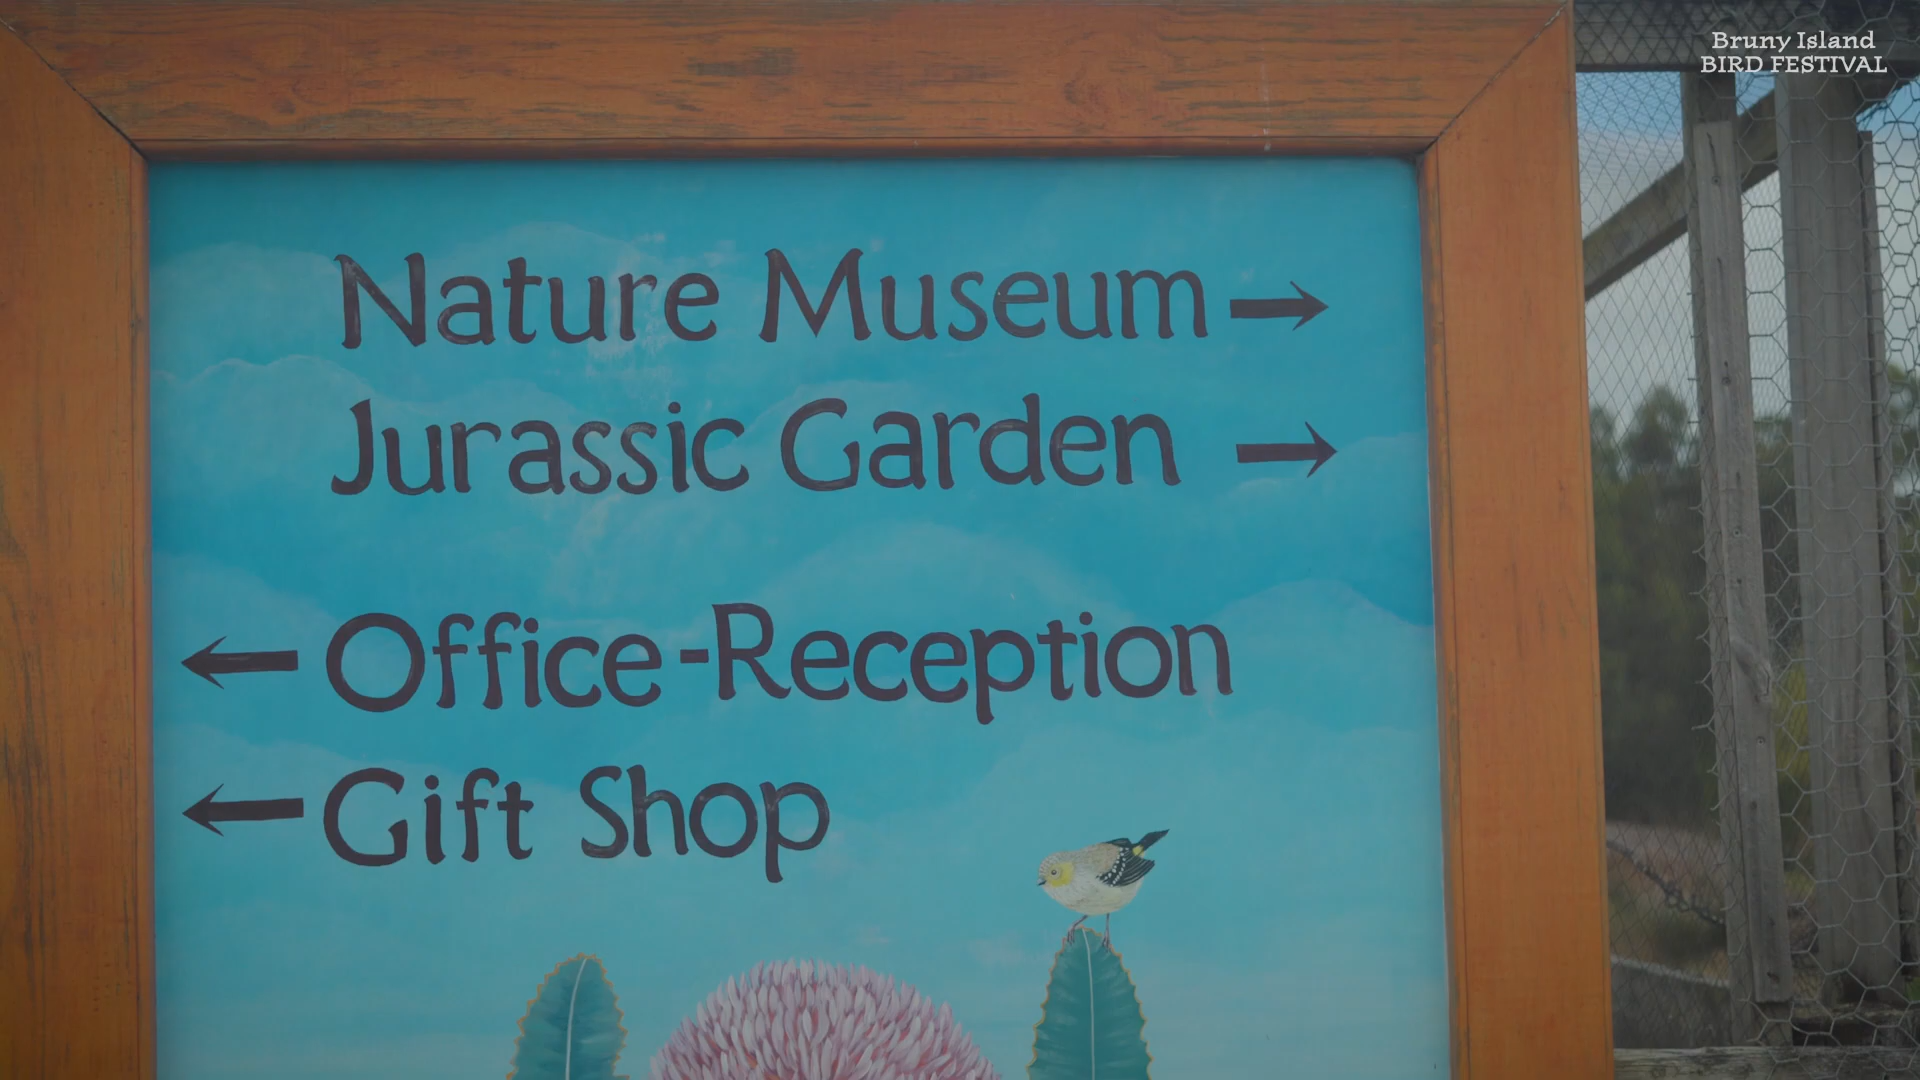 Bruny Island
BIRD FESTIVAL
Nature Museum →
Jurassic Garden →
← Office-Reception
← Gift Shop